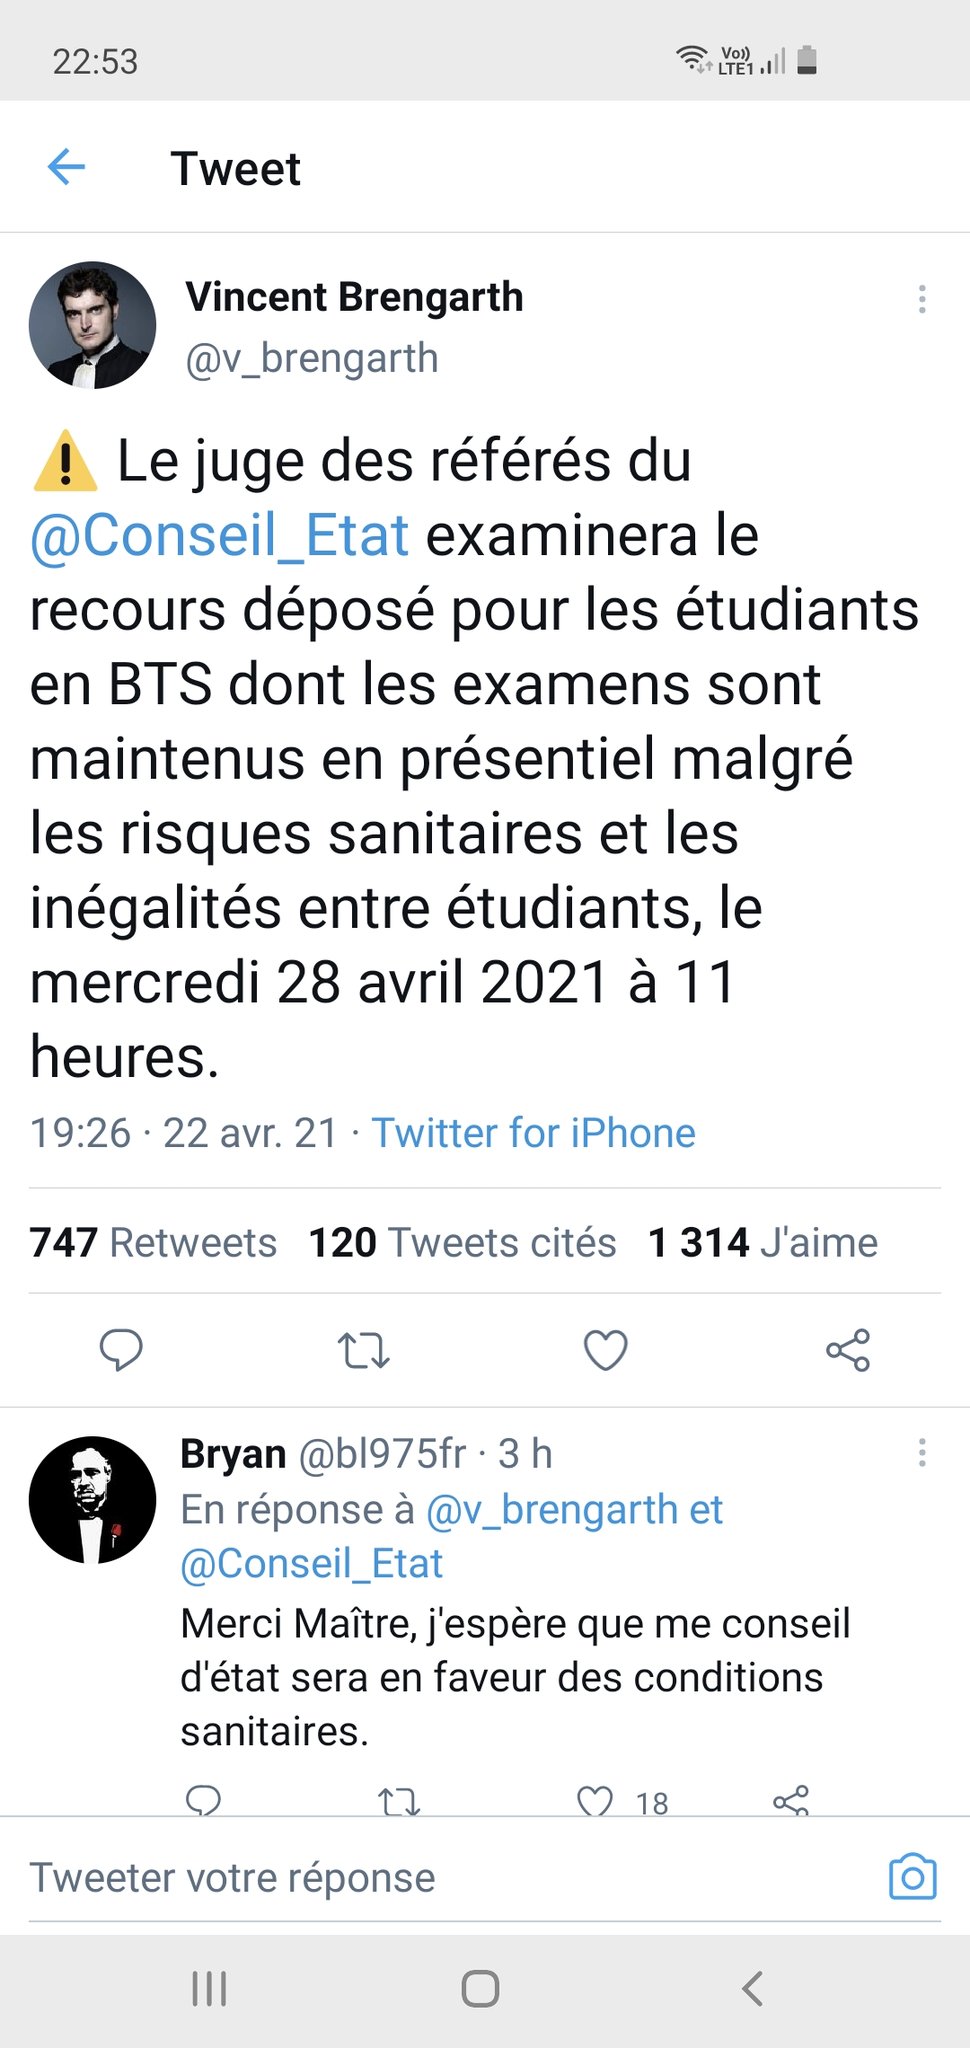 22:53
Vo))
LTE1
Tweet
Vincent Brengarth
@v_brengarth
⚠️ Le juge des référés du
@Conseil_Etat examinera le
recours déposé pour les étudiants
en BTS dont les examens sont
maintenus en présentiel malgré
les risques sanitaires et les
inégalités entre étudiants, le
mercredi 28 avril 2021 à 11
heures.
19:26 · 22 avr. 21 · Twitter for iPhone
747 Retweets 120 Tweets cités 1 314 J'aime
Bryan @bl975fr · 3 h
En réponse à @v_brengarth et
@Conseil_Etat
Merci Maître, j'espère que me conseil
d'état sera en faveur des conditions
sanitaires.
18
Tweeter votre réponse